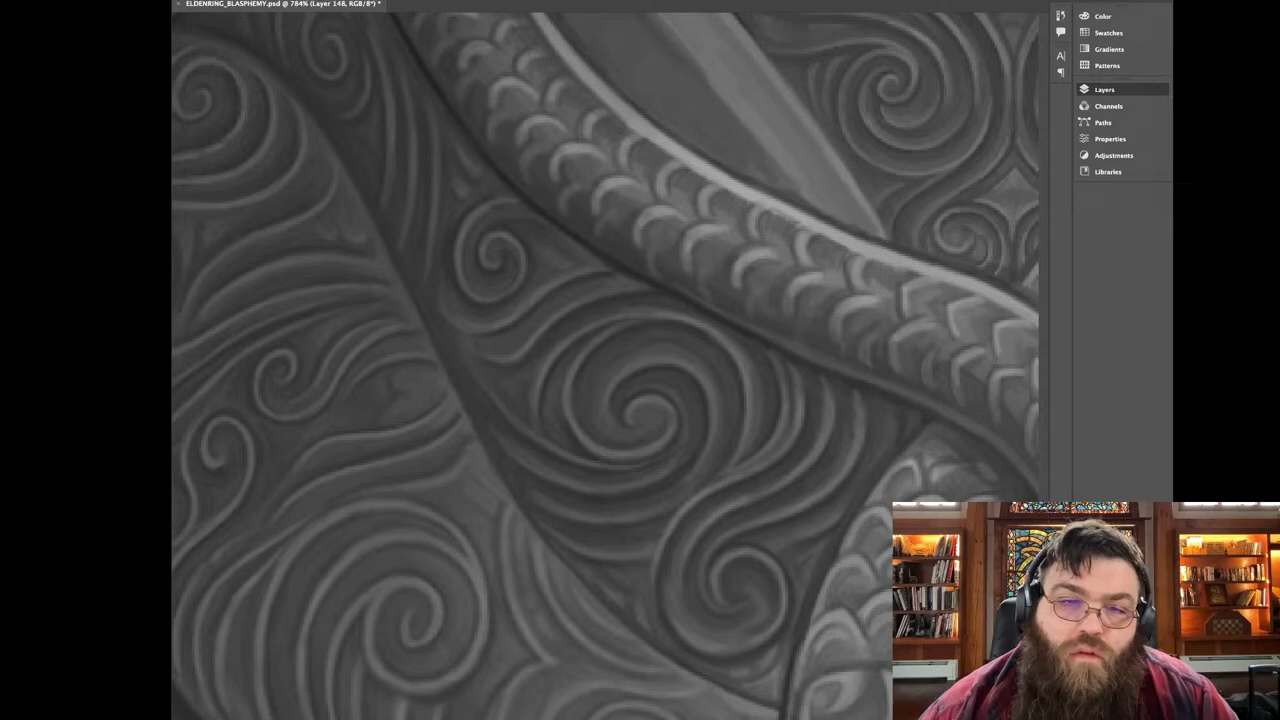 × ELDENRING_BLASPHEMY.psd @ 784% (Layer 148, RGB/8*) *
Color
Swatches
Gradients
Patterns
Layers
Channels
Paths
Properties
Adjustments
Libraries